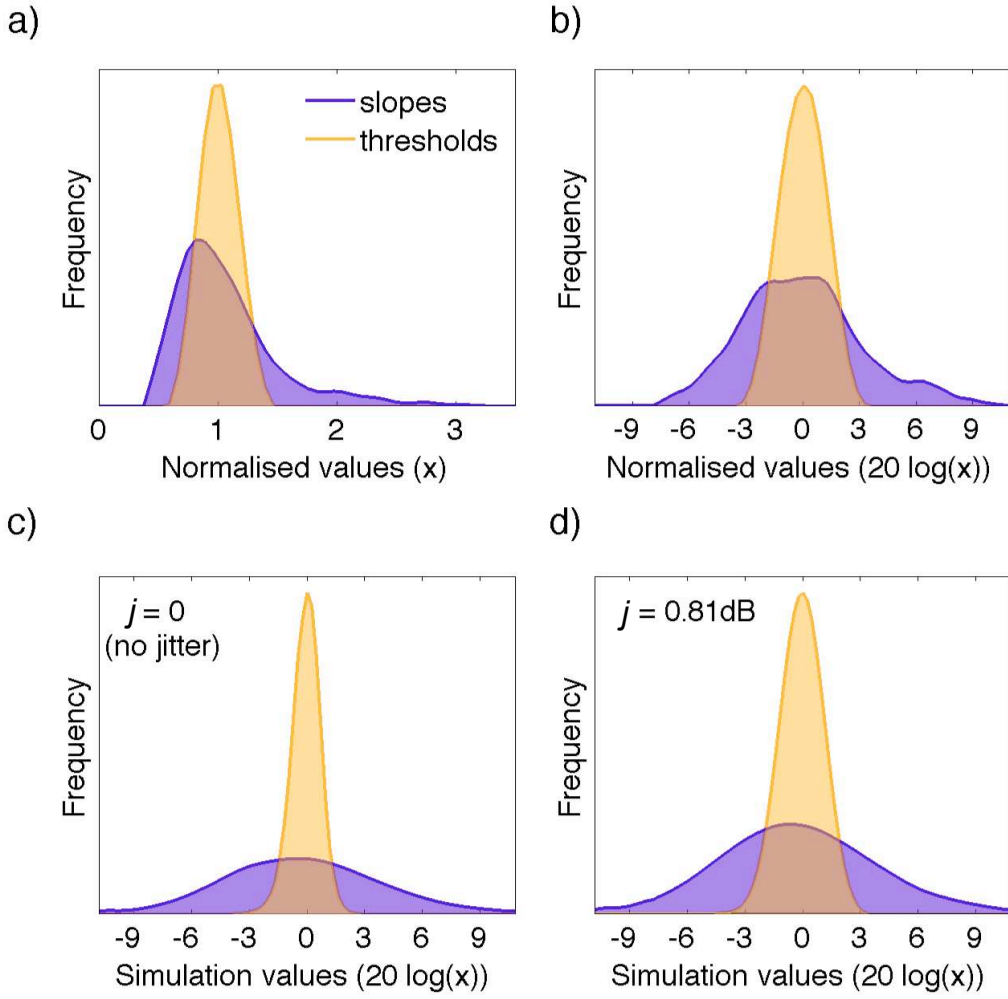 a)
slopes
thresholds
Frequency
0 1 2 3
Normalised values (x)
b)
Frequency
-9 -6 -3 0 3 6 9
Normalised values (20 log(x))
c)
j = 0
(no jitter)
Frequency
-9 -6 -3 0 3 6 9
Simulation values (20 log(x))
d)
j = 0.81dB
Frequency
-9 -6 -3 0 3 6 9
Simulation values (20 log(x))